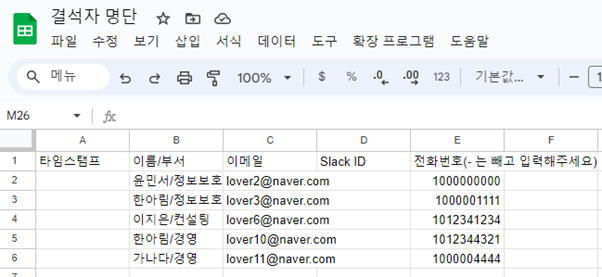 결석자 명단
파일 수정 보기 삽입 서식 데이터 도구 확장 프로그램 도움말
메뉴 100% $ % .0 .00 123 기본값... 1
M26 fx
A B C D E F
1 타임스탬프 이름/부서 이메일 Slack ID 전화번호(- 는 빼고 입력해주세요)
2 윤민서/정보보호 lover2@naver.com 1000000000
3 한아림/정보보호 lover3@naver.com 1000001111
4 이지은/컨설팅 lover6@naver.com 1012341234
5 한아림/경영 lover10@naver.com 1012344321
6 가나다/경영 lover11@naver.com 1000004444